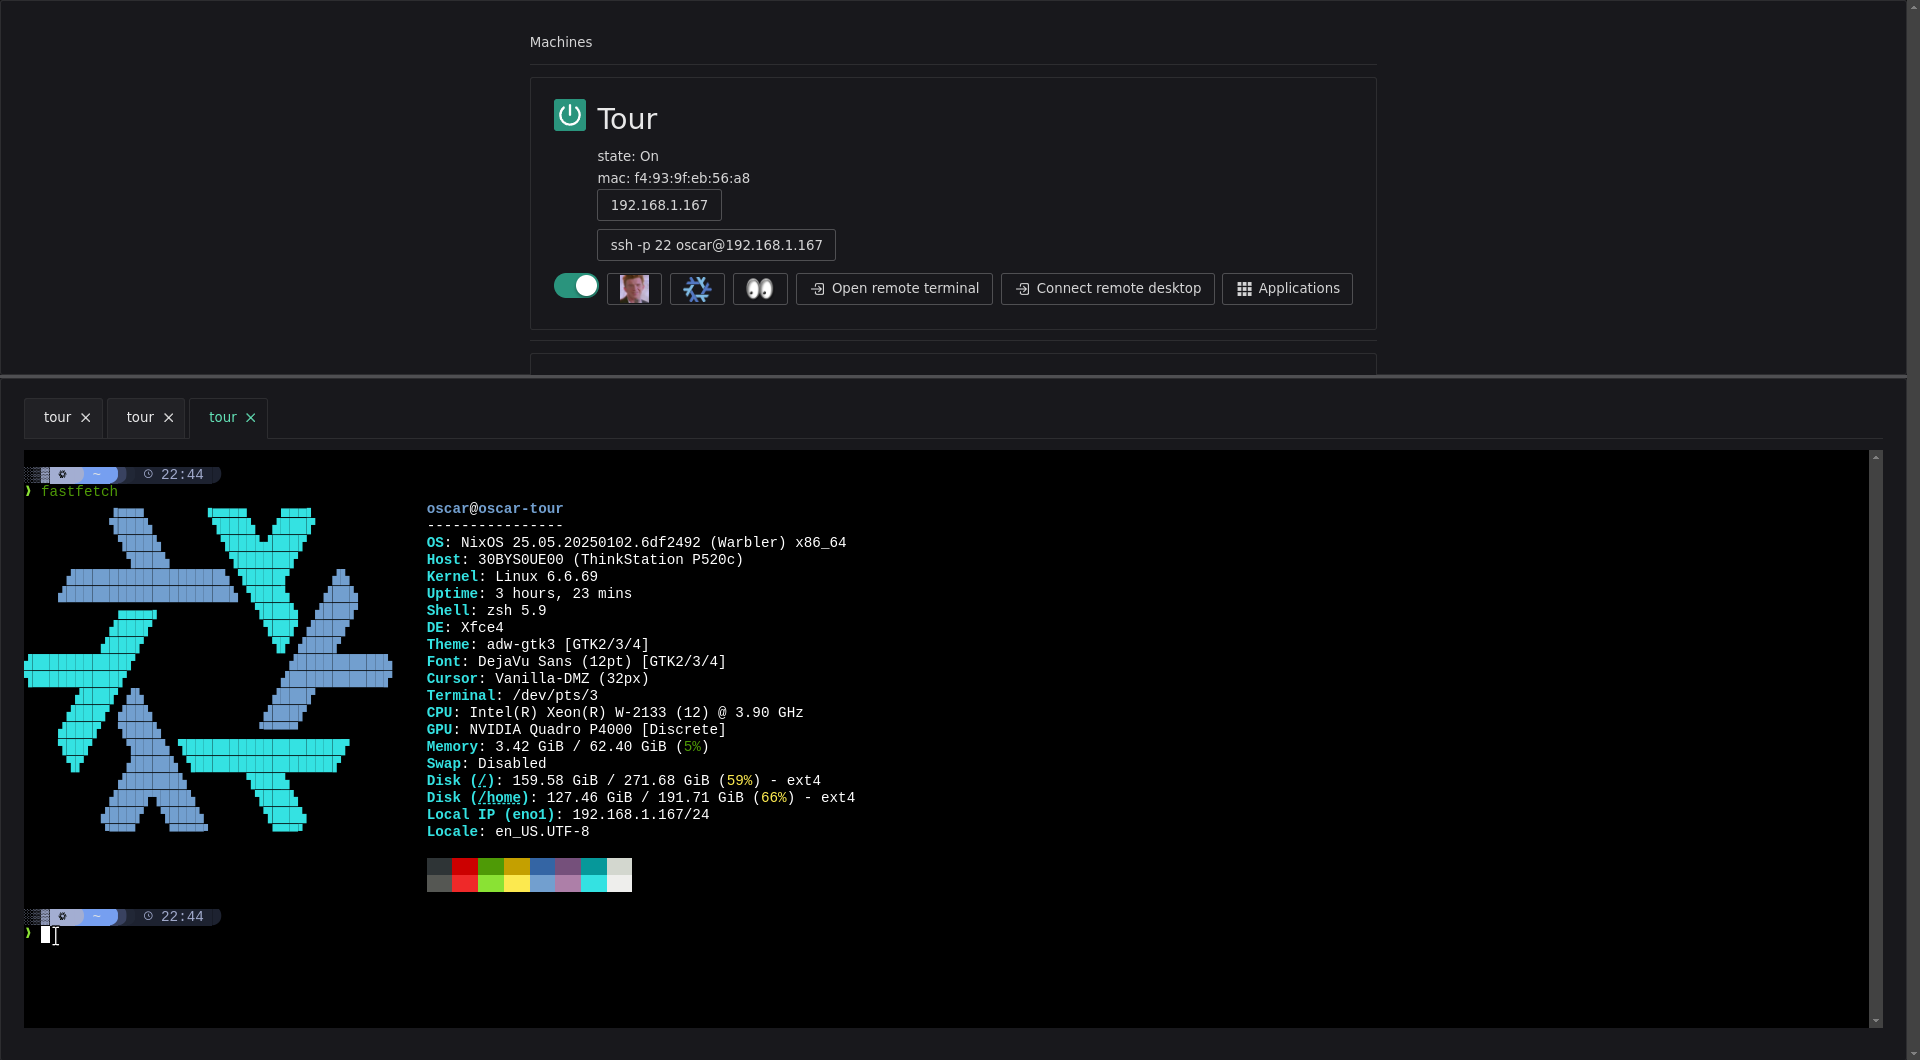 Machines
Tour
state: On
mac: f4:93:9f:eb:56:a8
192.168.1.167
ssh -p 22 oscar@192.168.1.167
Open remote terminal
Connect remote desktop
Applications
tour × tour × tour ×
~ 22:44
❯ fastfetch
oscar@oscar-tour
----------------
OS: NixOS 25.05.20250102.6df2492 (Warbler) x86_64
Host: 30BYS0UE00 (ThinkStation P520c)
Kernel: Linux 6.6.69
Uptime: 3 hours, 23 mins
Shell: zsh 5.9
DE: Xfce4
Theme: adw-gtk3 [GTK2/3/4]
Font: DejaVu Sans (12pt) [GTK2/3/4]
Cursor: Vanilla-DMZ (32px)
Terminal: /dev/pts/3
CPU: Intel(R) Xeon(R) W-2133 (12) @ 3.90 GHz
GPU: NVIDIA Quadro P4000 [Discrete]
Memory: 3.42 GiB / 62.40 GiB (5%)
Swap: Disabled
Disk (/): 159.58 GiB / 271.68 GiB (59%) - ext4
Disk (/home): 127.46 GiB / 191.71 GiB (66%) - ext4
Local IP (eno1): 192.168.1.167/24
Locale: en_US.UTF-8
~ 22:44
❯